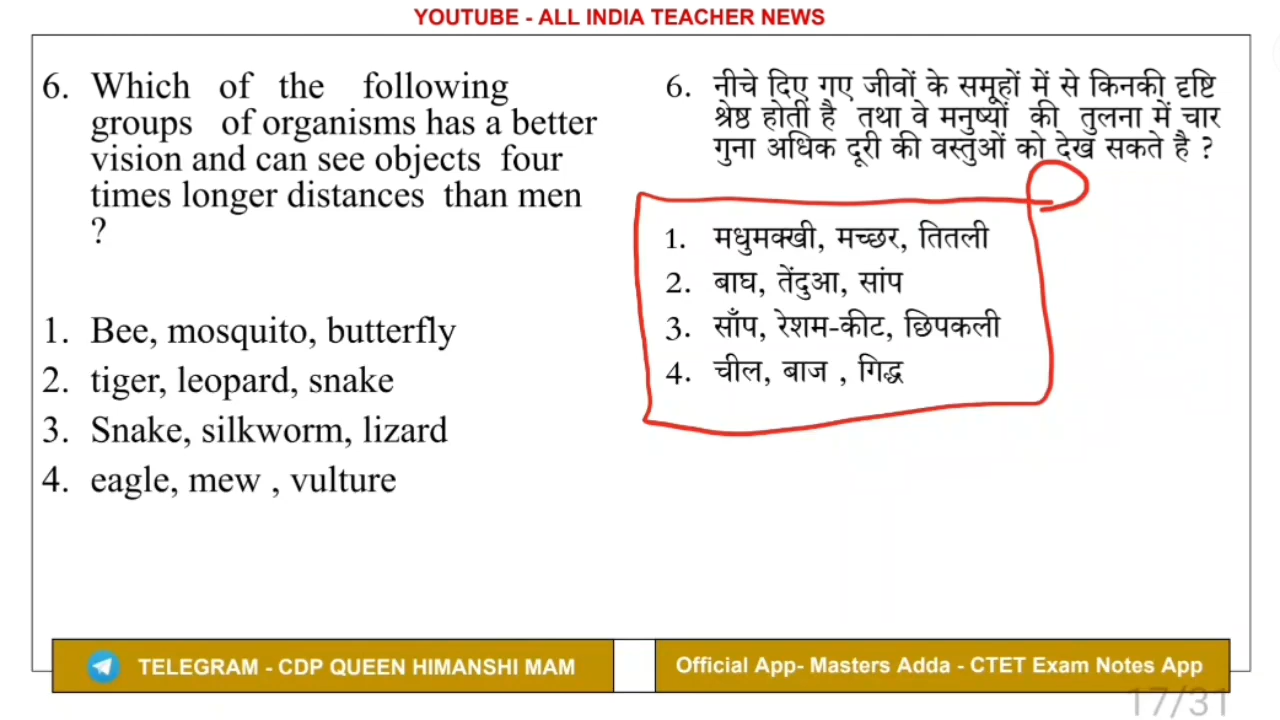 YOUTUBE - ALL INDIA TEACHER NEWS
6. Which of the following
groups of organisms has a better
vision and can see objects four
times longer distances than men
?
1. Bee, mosquito, butterfly
2. tiger, leopard, snake
3. Snake, silkworm, lizard
4. eagle, mew , vulture
6. नीचे दिए गए जीवों के समूहों में से किनकी दृष्टि
श्रेष्ठ होती है तथा वे मनुष्यों की तुलना में चार
गुना अधिक दूरी की वस्तुओं को देख सकते है ?
1. मधुमक्खी, मच्छर, तितली
2. बाघ, तेंदुआ, सांप
3. साँप, रेशम-कीट, छिपकली
4. चील, बाज , गिद्ध
TELEGRAM - CDP QUEEN HIMANSHI MAM
Official App- Masters Adda - CTET Exam Notes App
17/31